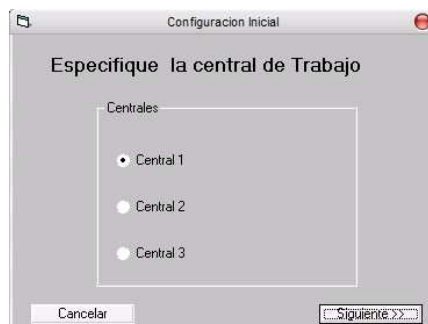 Configuracion Inicial
Especifique la central de Trabajo
Centrales
Central 1
Central 2
Central 3
Cancelar
Siguiente >>